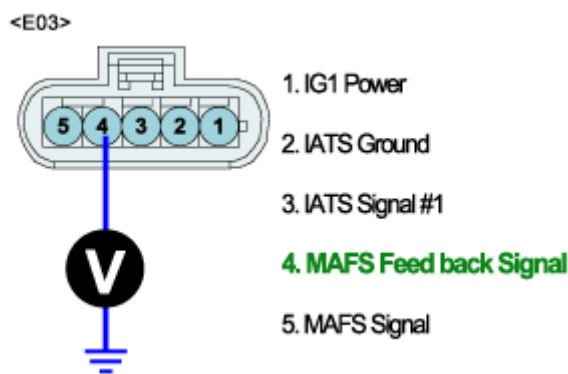 <E03>
5 4 3 2 1
V
1. IG1 Power
2. IATS Ground
3. IATS Signal #1
4. MAFS Feed back Signal
5. MAFS Signal